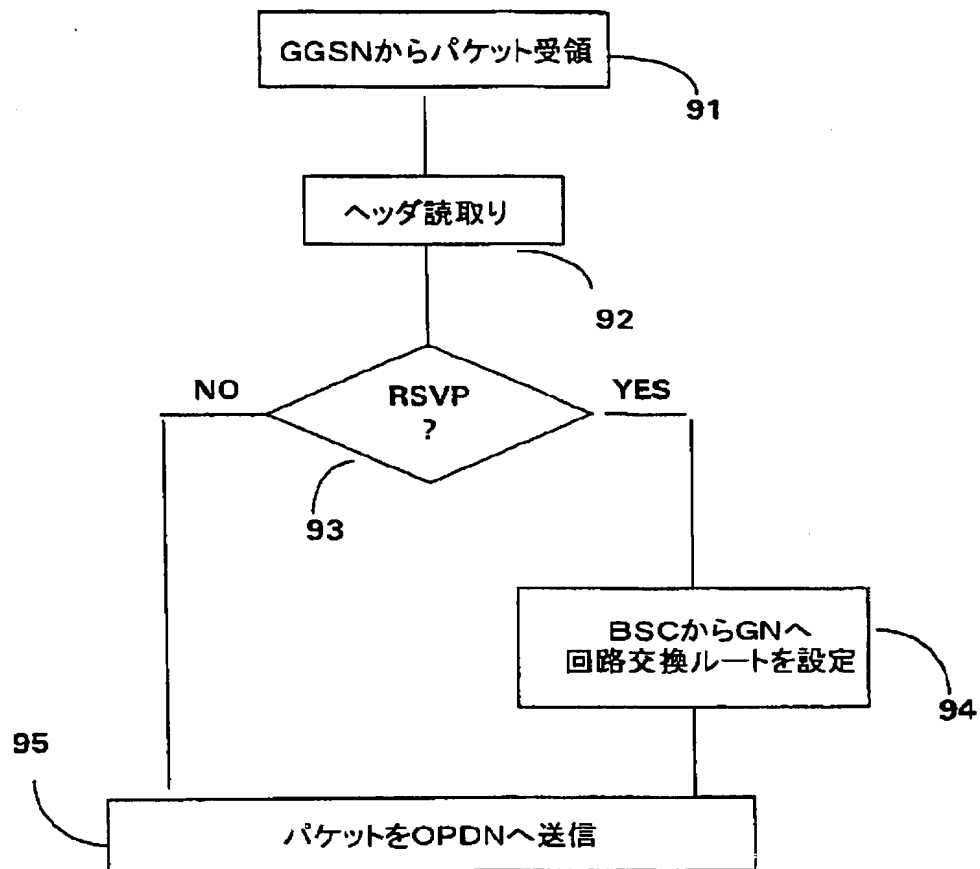 GGSNからパケット受領
91
ヘッダ読取り
92
NO
RSVP
?
YES
93
BSCからGNへ
回路交換ルートを設定
94
95
パケットをOPDNへ送信